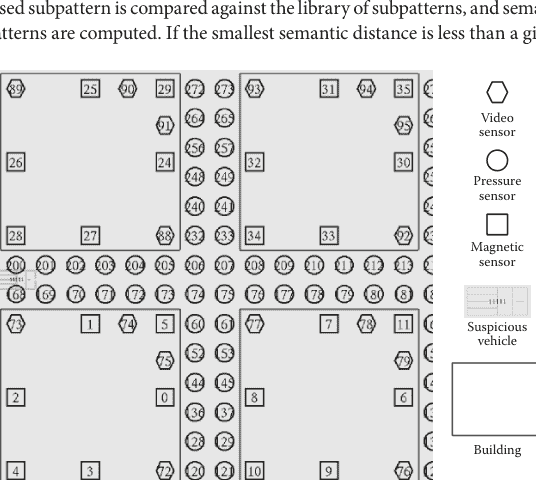 sed subpattern is compared against the library of subpatterns, and sema
atterns are computed. If the smallest semantic distance is less than a gi
89 25 90 29 272 273 93 31 94 35
91 264 265 95
256 257
26 24 248 249 32 30
240 241
28 27 88 232 233 34 33 92
200 201 202 203 204 205 206 207 208 209 210 211 212 213
168 169 170 171 172 173 174 175 176 177 178 179 180 181
73 1 74 5 160 161 77 7 78 11
75 152 153 79
144 145
2 0 136 137 8 6
128 129
4 3 72 120 121 10 9 76
Video
sensor
Pressure
sensor
Magnetic
sensor
Suspicious
vehicle
Building